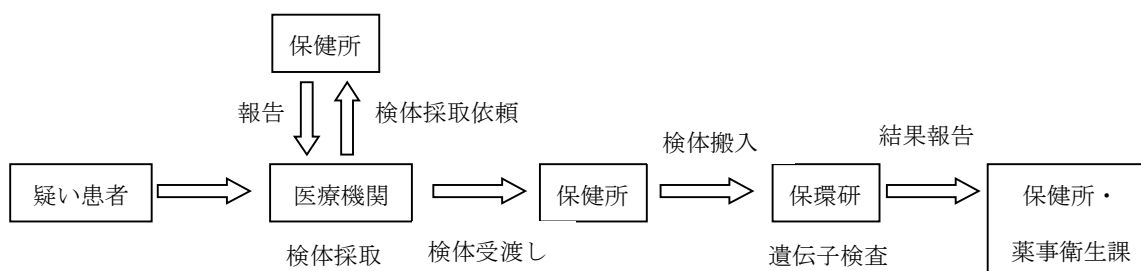 保健所
報告
検体採取依頼
検体搬入
結果報告
疑い患者
医療機関
保健所
保環研
保健所・
薬事衛生課
検体採取
検体受渡し
遺伝子検査